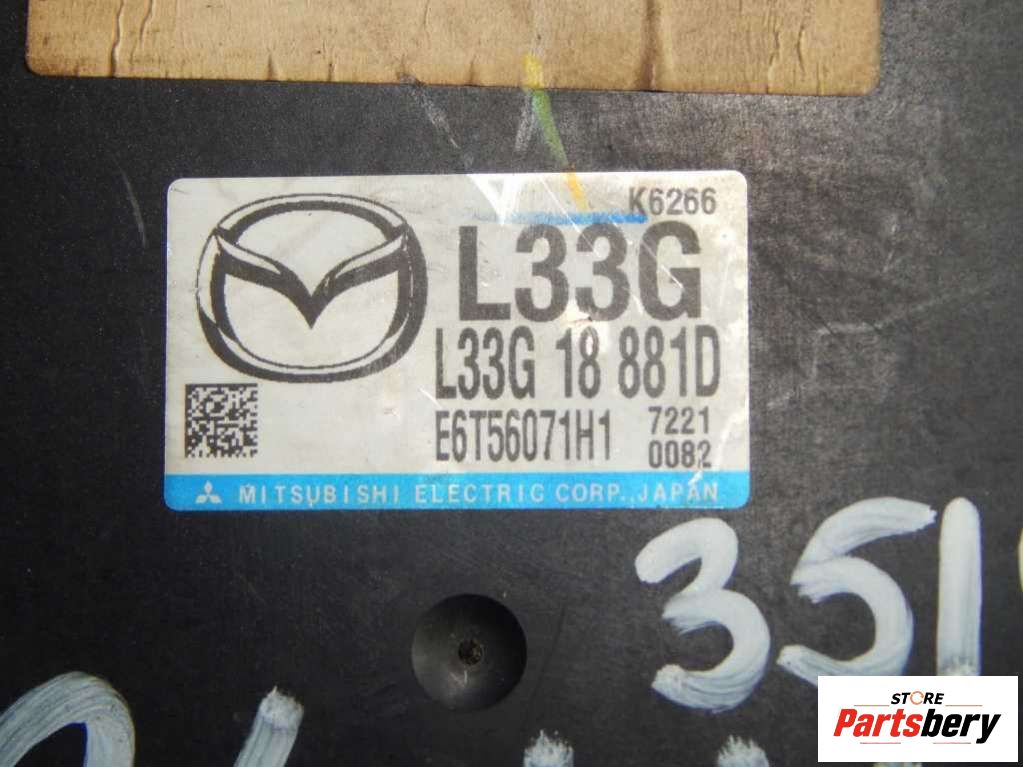 K6266
L33G
L33G 18 881D
E6T56071H1 7221
0082
MITSUBISHI ELECTRIC CORP., JAPAN
351
STORE
Partsbery